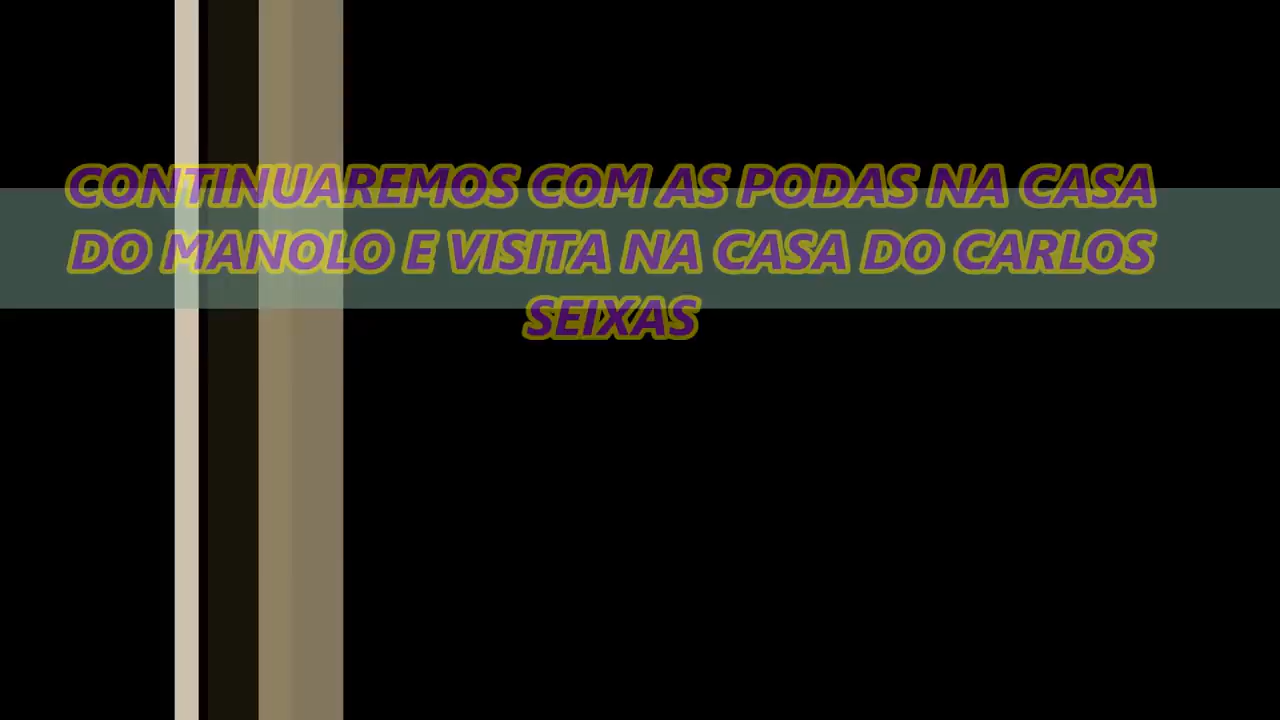 CONTINUAREMOS COM AS PODAS NA CASA
DO MANOLO E VISITA NA CASA DO CARLOS
SEIXAS